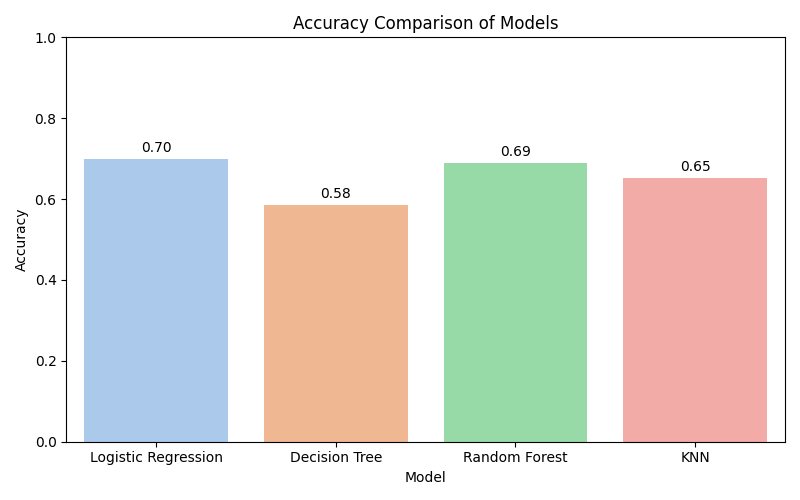 Accuracy Comparison of Models
1.0
0.8
0.6
0.4
0.2
0.0
Accuracy
0.70
0.58
0.69
0.65
Logistic Regression
Decision Tree
Random Forest
KNN
Model